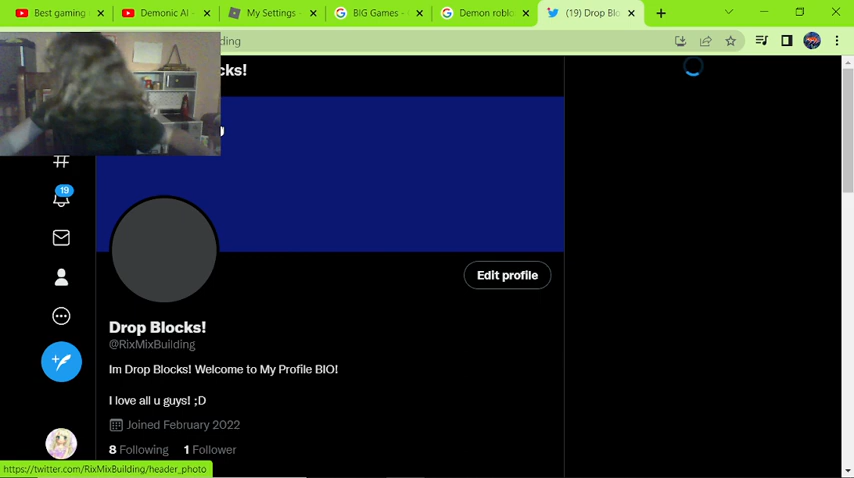 Best gaming
Demonic AI -
My Settings -
BIG Games -
Demon roblo
(19) Drop Blo
ding
cks!
19
Edit profile
Drop Blocks!
@RixMixBuilding
Im Drop Blocks! Welcome to My Profile BIO!
I love all u guys! ;D
Joined February 2022
8 Following 1 Follower
https://twitter.com/RixMixBuilding/header_photo